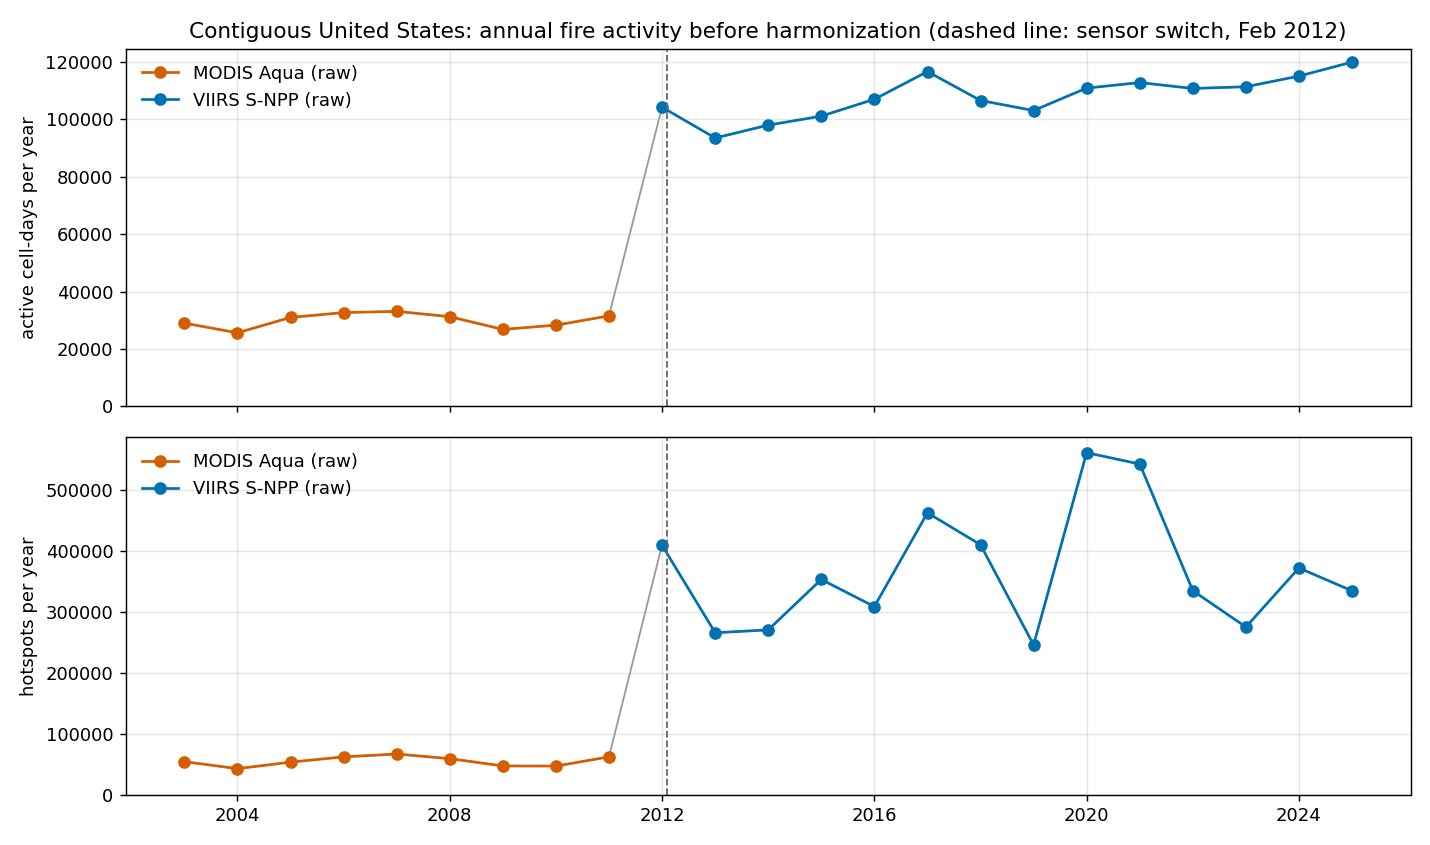 Contiguous United States: annual fire activity before harmonization (dashed line: sensor switch, Feb 2012)
active cell-days per year
120000
100000
80000
60000
40000
20000
0
MODIS Aqua (raw)
VIIRS S-NPP (raw)
hotspots per year
500000
400000
300000
200000
100000
0
MODIS Aqua (raw)
VIIRS S-NPP (raw)
2004 2008 2012 2016 2020 2024